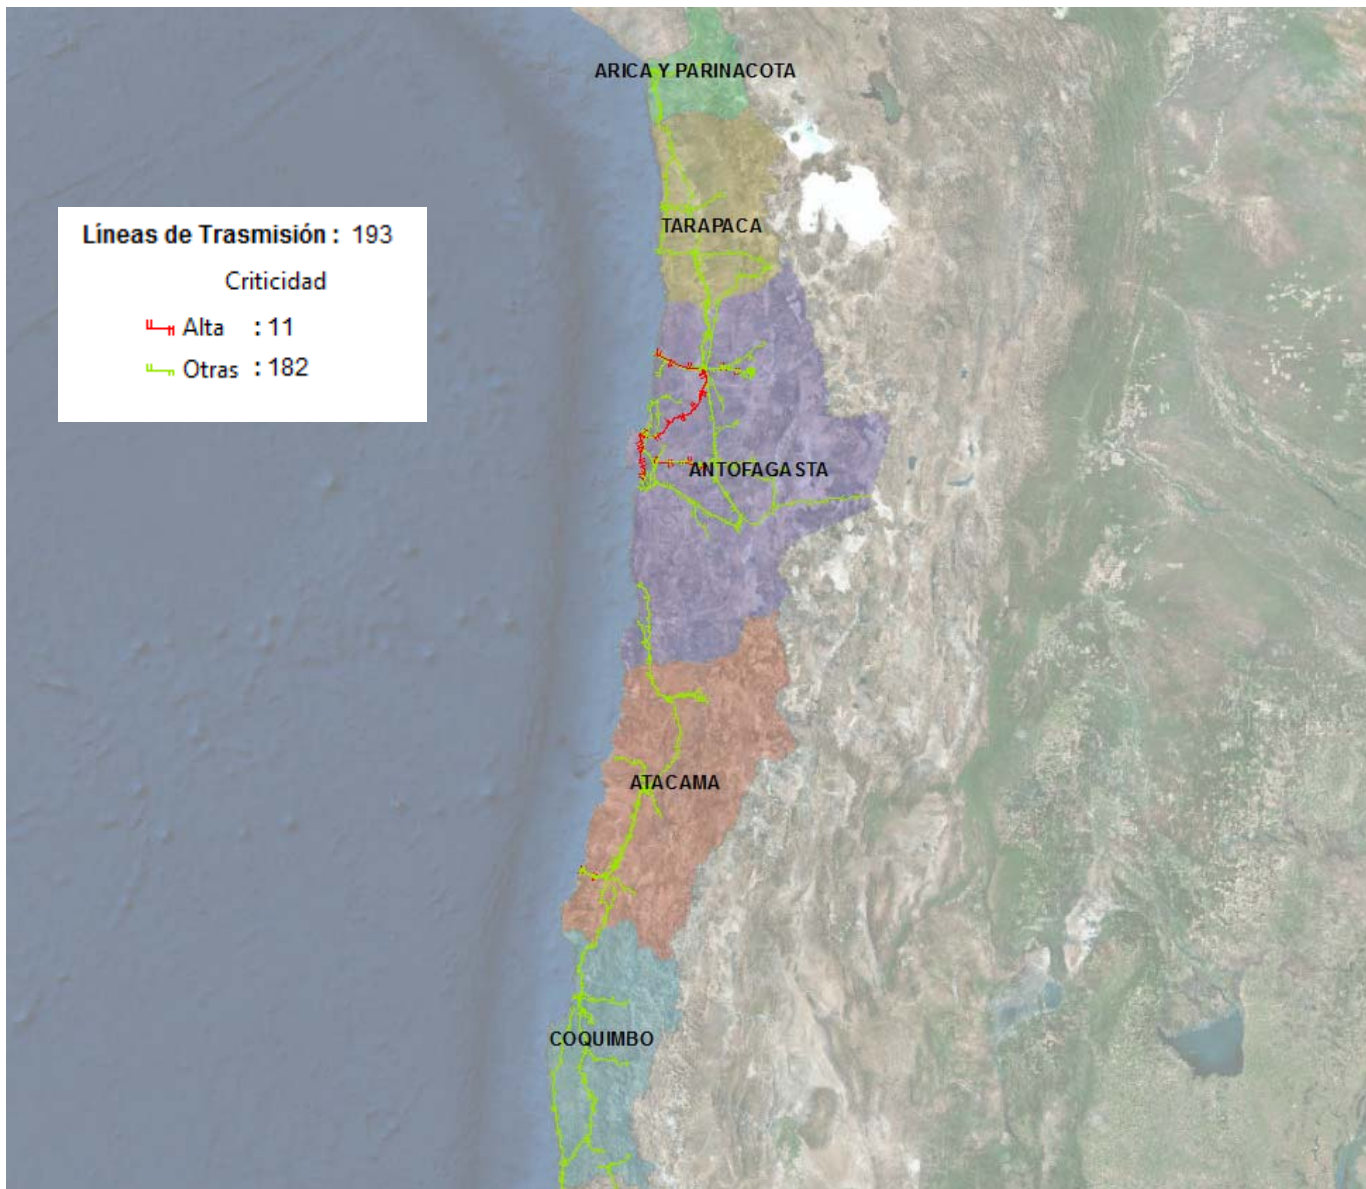 ARICA Y PARINACOTA
Líneas de Trasmisión : 193
Criticidad
Alta : 11
Otras : 182
TARAPACA
ANTOFAGASTA
ATACAMA
COQUIMBO